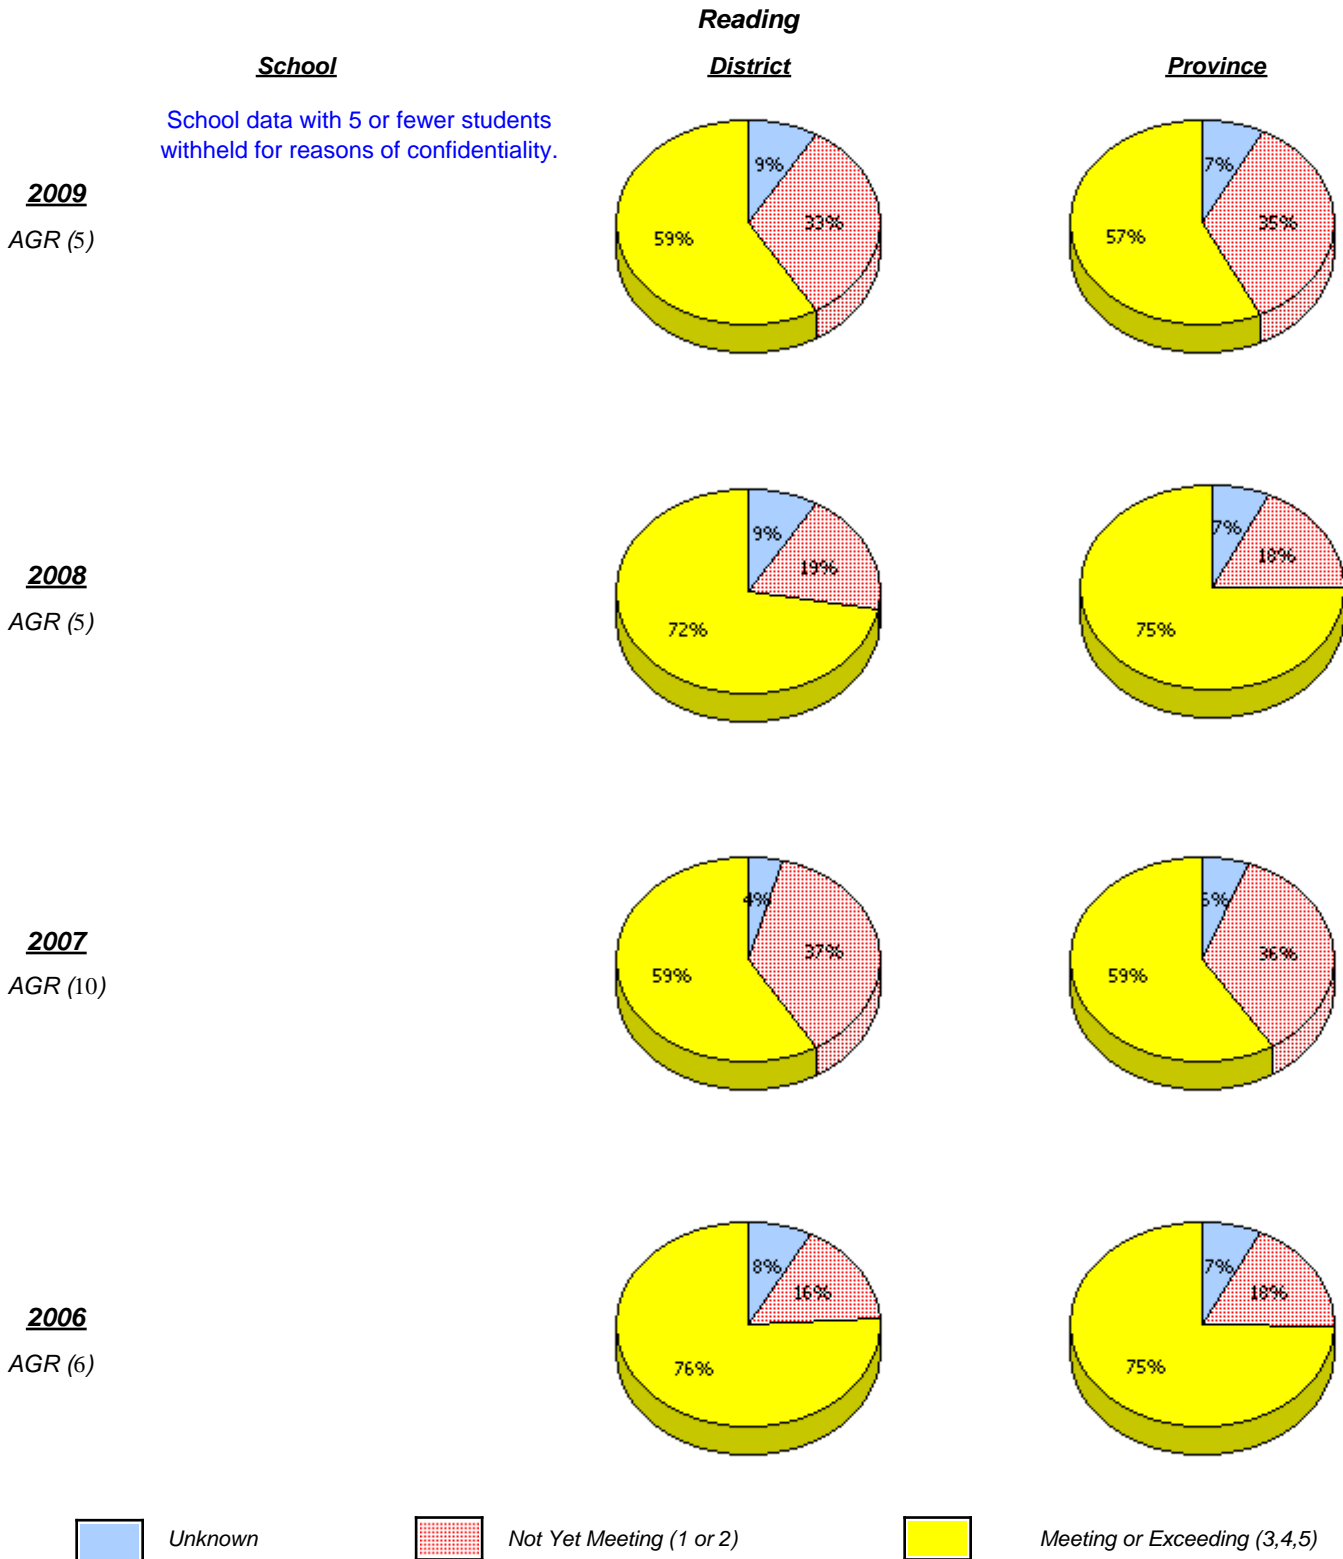 Reading
School District Province
School data with 5 or fewer students
withheld for reasons of confidentiality.
2009
AGR (5)
9% 33% 59%
7% 35% 57%
2008
AGR (5)
9% 19% 72%
7% 18% 75%
2007
AGR (10)
4% 37% 59%
5% 36% 59%
2006
AGR (6)
8% 16% 76%
7% 18% 75%
Unknown Not Yet Meeting (1 or 2) Meeting or Exceeding (3,4,5)